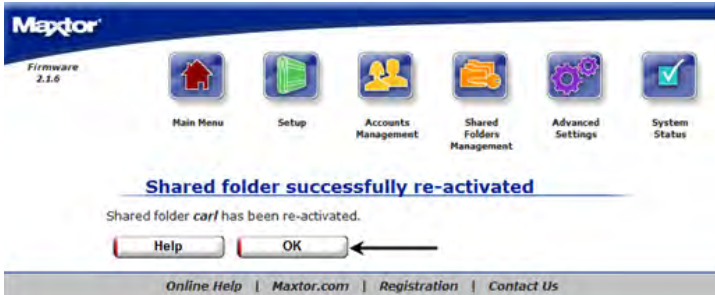 Maxtor
Firmware
2.1.6
Main Menu
Setup
Accounts
Management
Shared
Folders
Management
Advanced
Settings
System
Status
Shared folder successfully re-activated
Shared folder carl has been re-activated.
Help
OK
Online Help | Maxtor.com | Registration | Contact Us